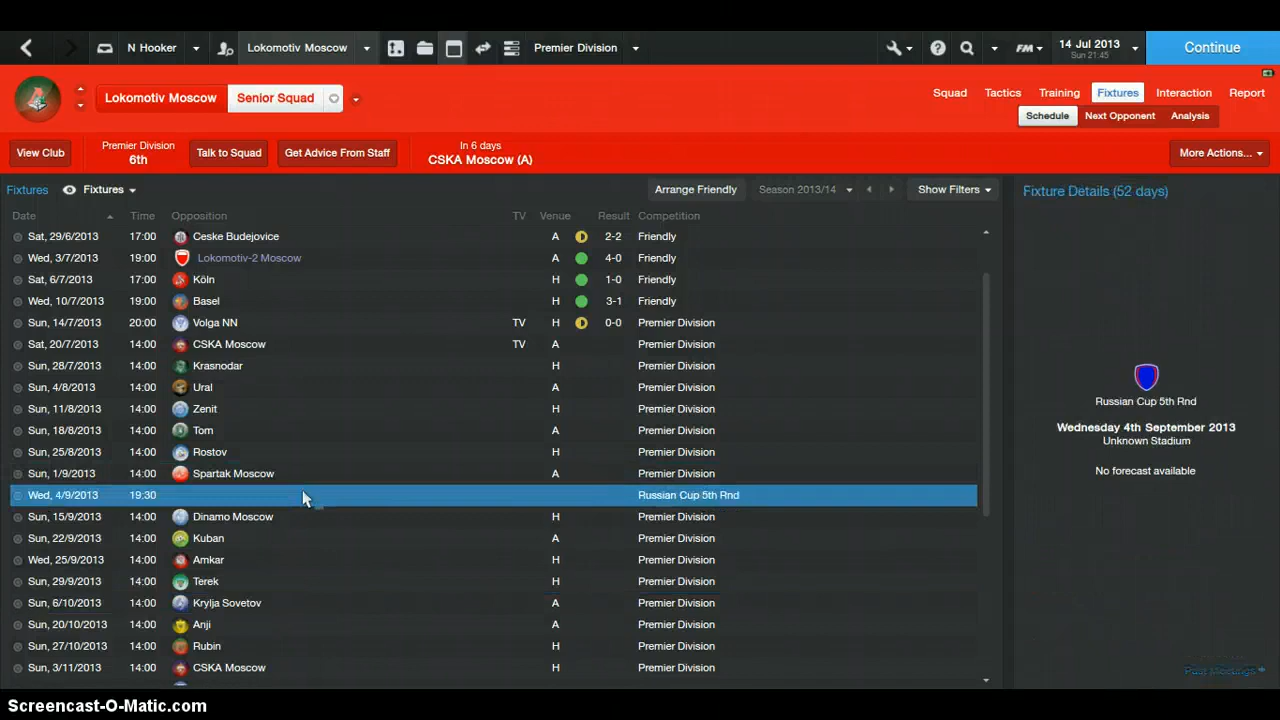 N Hooker Lokomotiv Moscow Premier Division FM 14 Jul 2013 Sun 21:45 Continue
Lokomotiv Moscow Senior Squad Squad Tactics Training Fixtures Interaction Report
Schedule Next Opponent Analysis
View Club Premier Division 6th Talk to Squad Get Advice From Staff In 6 days CSKA Moscow (A) More Actions...
Fixtures Fixtures Arrange Friendly Season 2013/14 Show Filters Fixture Details (52 days)
Date Time Opposition TV Venue Result Competition
Sat, 29/6/2013 17:00 Ceske Budejovice A 2-2 Friendly
Wed, 3/7/2013 19:00 Lokomotiv-2 Moscow A 4-0 Friendly
Sat, 6/7/2013 17:00 Köln H 1-0 Friendly
Wed, 10/7/2013 19:00 Basel H 3-1 Friendly
Sun, 14/7/2013 20:00 Volga NN TV H 0-0 Premier Division
Sat, 20/7/2013 14:00 CSKA Moscow TV A Premier Division
Sun, 28/7/2013 14:00 Krasnodar H Premier Division
Sun, 4/8/2013 14:00 Ural A Premier Division
Sun, 11/8/2013 14:00 Zenit H Premier Division
Sun, 18/8/2013 14:00 Tom A Premier Division
Sun, 25/8/2013 14:00 Rostov H Premier Division
Sun, 1/9/2013 14:00 Spartak Moscow A Premier Division
Wed, 4/9/2013 19:30 Russian Cup 5th Rnd
Sun, 15/9/2013 14:00 Dinamo Moscow H Premier Division
Sun, 22/9/2013 14:00 Kuban A Premier Division
Wed, 25/9/2013 14:00 Amkar H Premier Division
Sun, 29/9/2013 14:00 Terek H Premier Division
Sun, 6/10/2013 14:00 Krylja Sovetov A Premier Division
Sun, 20/10/2013 14:00 Anji A Premier Division
Sun, 27/10/2013 14:00 Rubin H Premier Division
Sun, 3/11/2013 14:00 CSKA Moscow H Premier Division
Russian Cup 5th Rnd
Wednesday 4th September 2013
Unknown Stadium
No forecast available
Past Meetings
Screencast-O-Matic.com